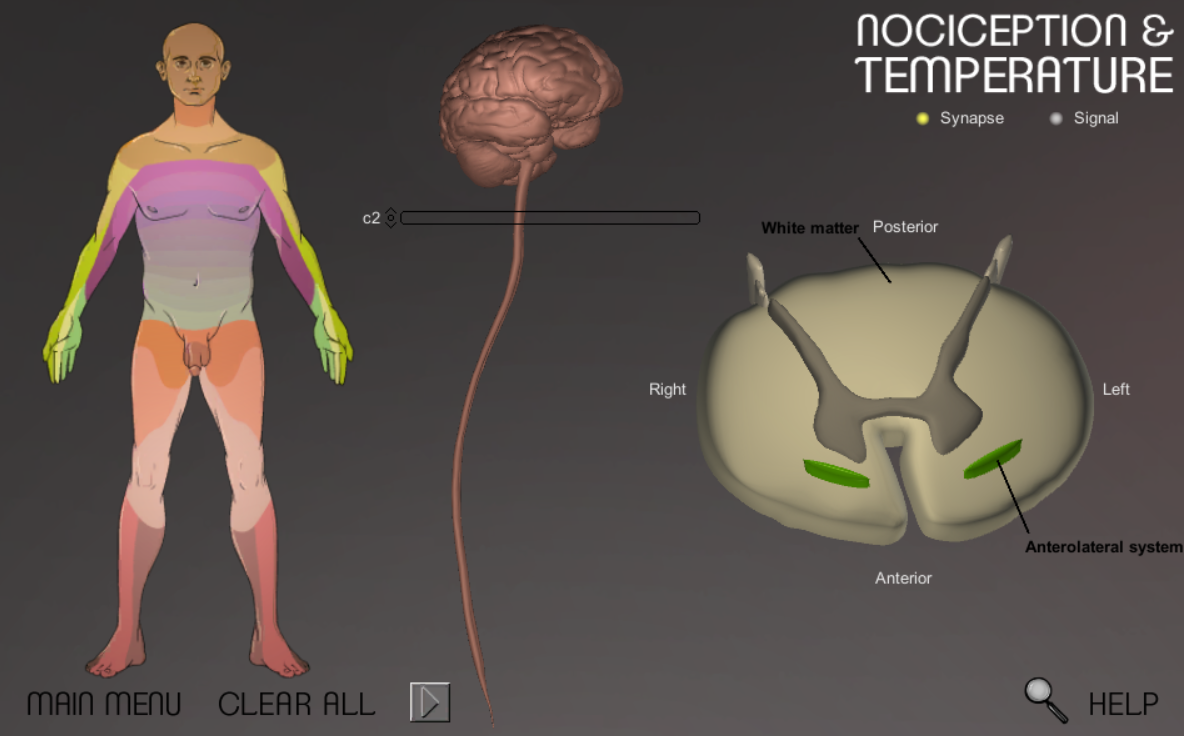 NOCICEPTION &
TEMPERATURE
Synapse Signal
c2
White matter Posterior
Right
Left
Anterolateral system
Anterior
MAIN MENU CLEAR ALL
HELP